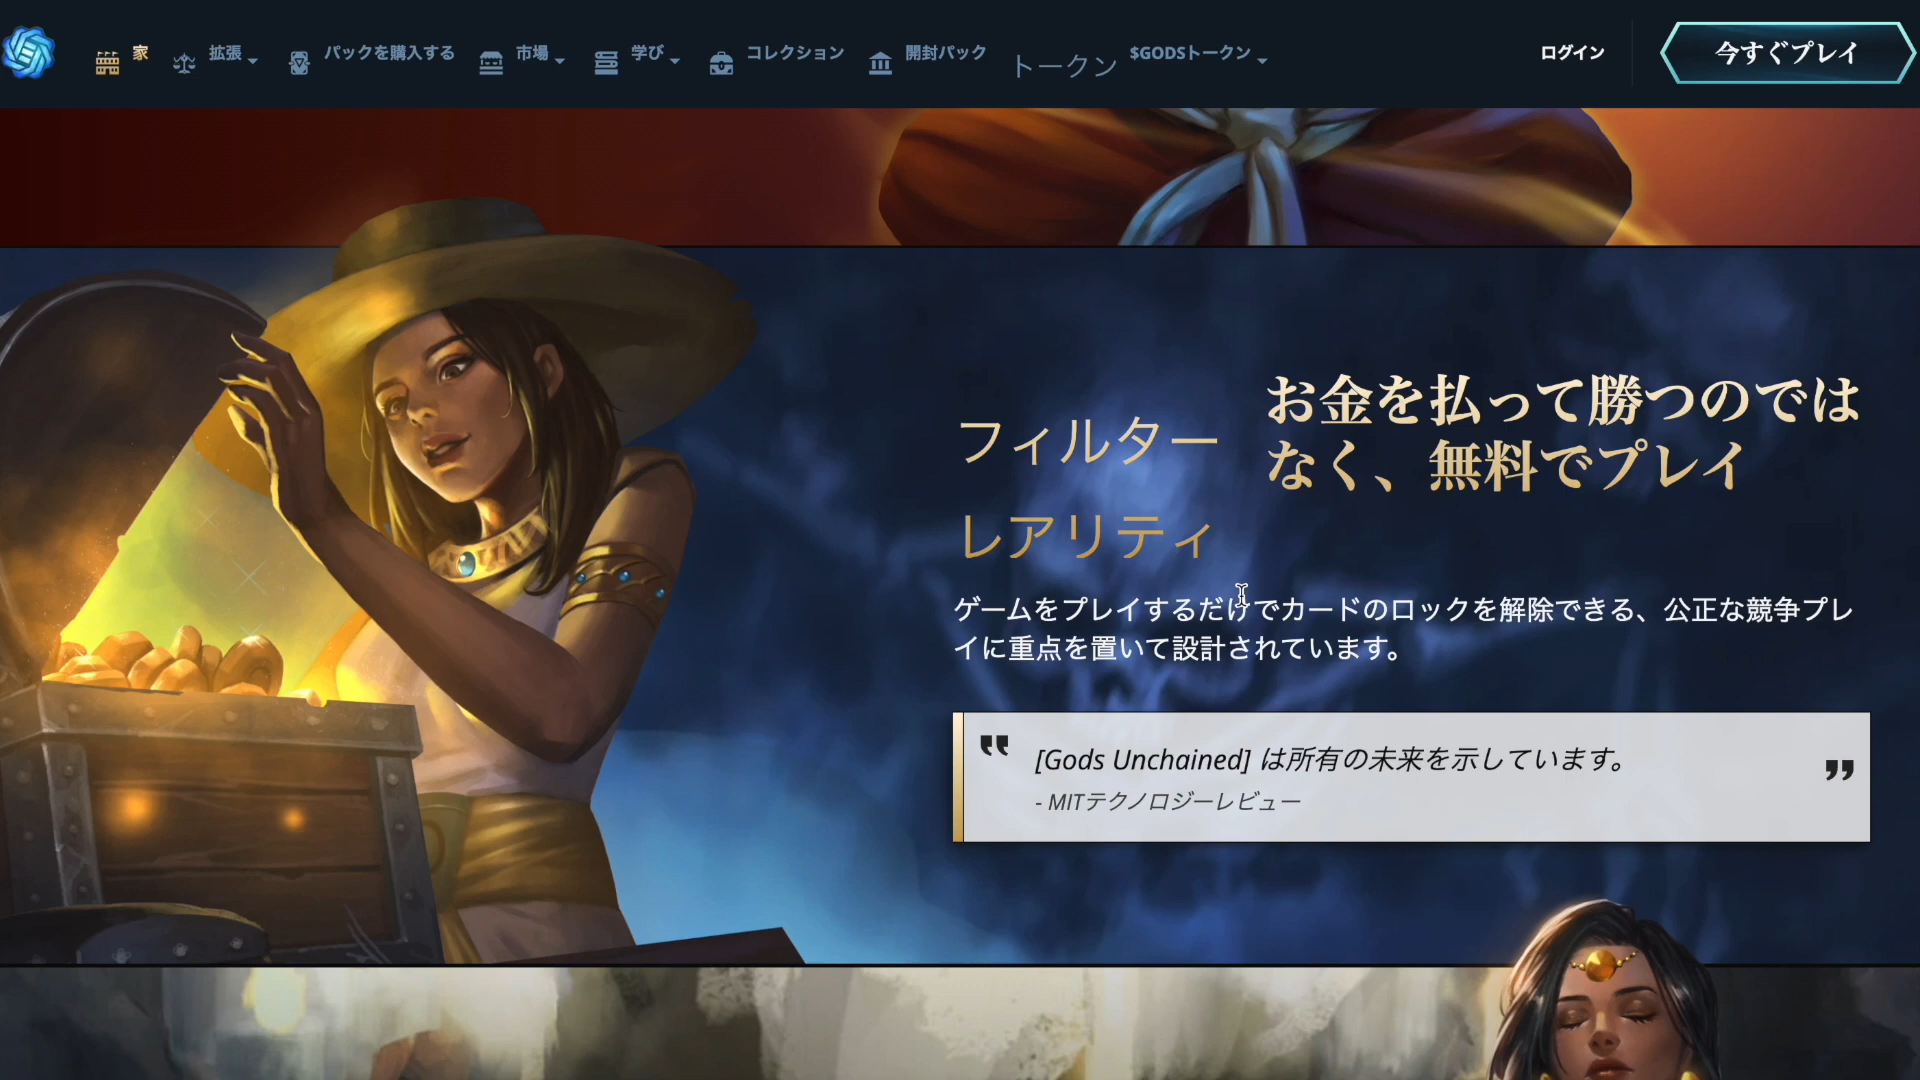 家
拡張
パックを購入する
市場
学び
コレクション
開封パック
トークン
$GODSトークン
ログイン
今すぐプレイ
フィルター
レアリティ
お金を払って勝つのでは
なく、無料でプレイ
ゲームをプレイするだけでカードのロックを解除できる、公正な競争プレ
イに重点を置いて設計されています。
" [Gods Unchained] は所有の未来を示しています。 "
- MITテクノロジーレビュー